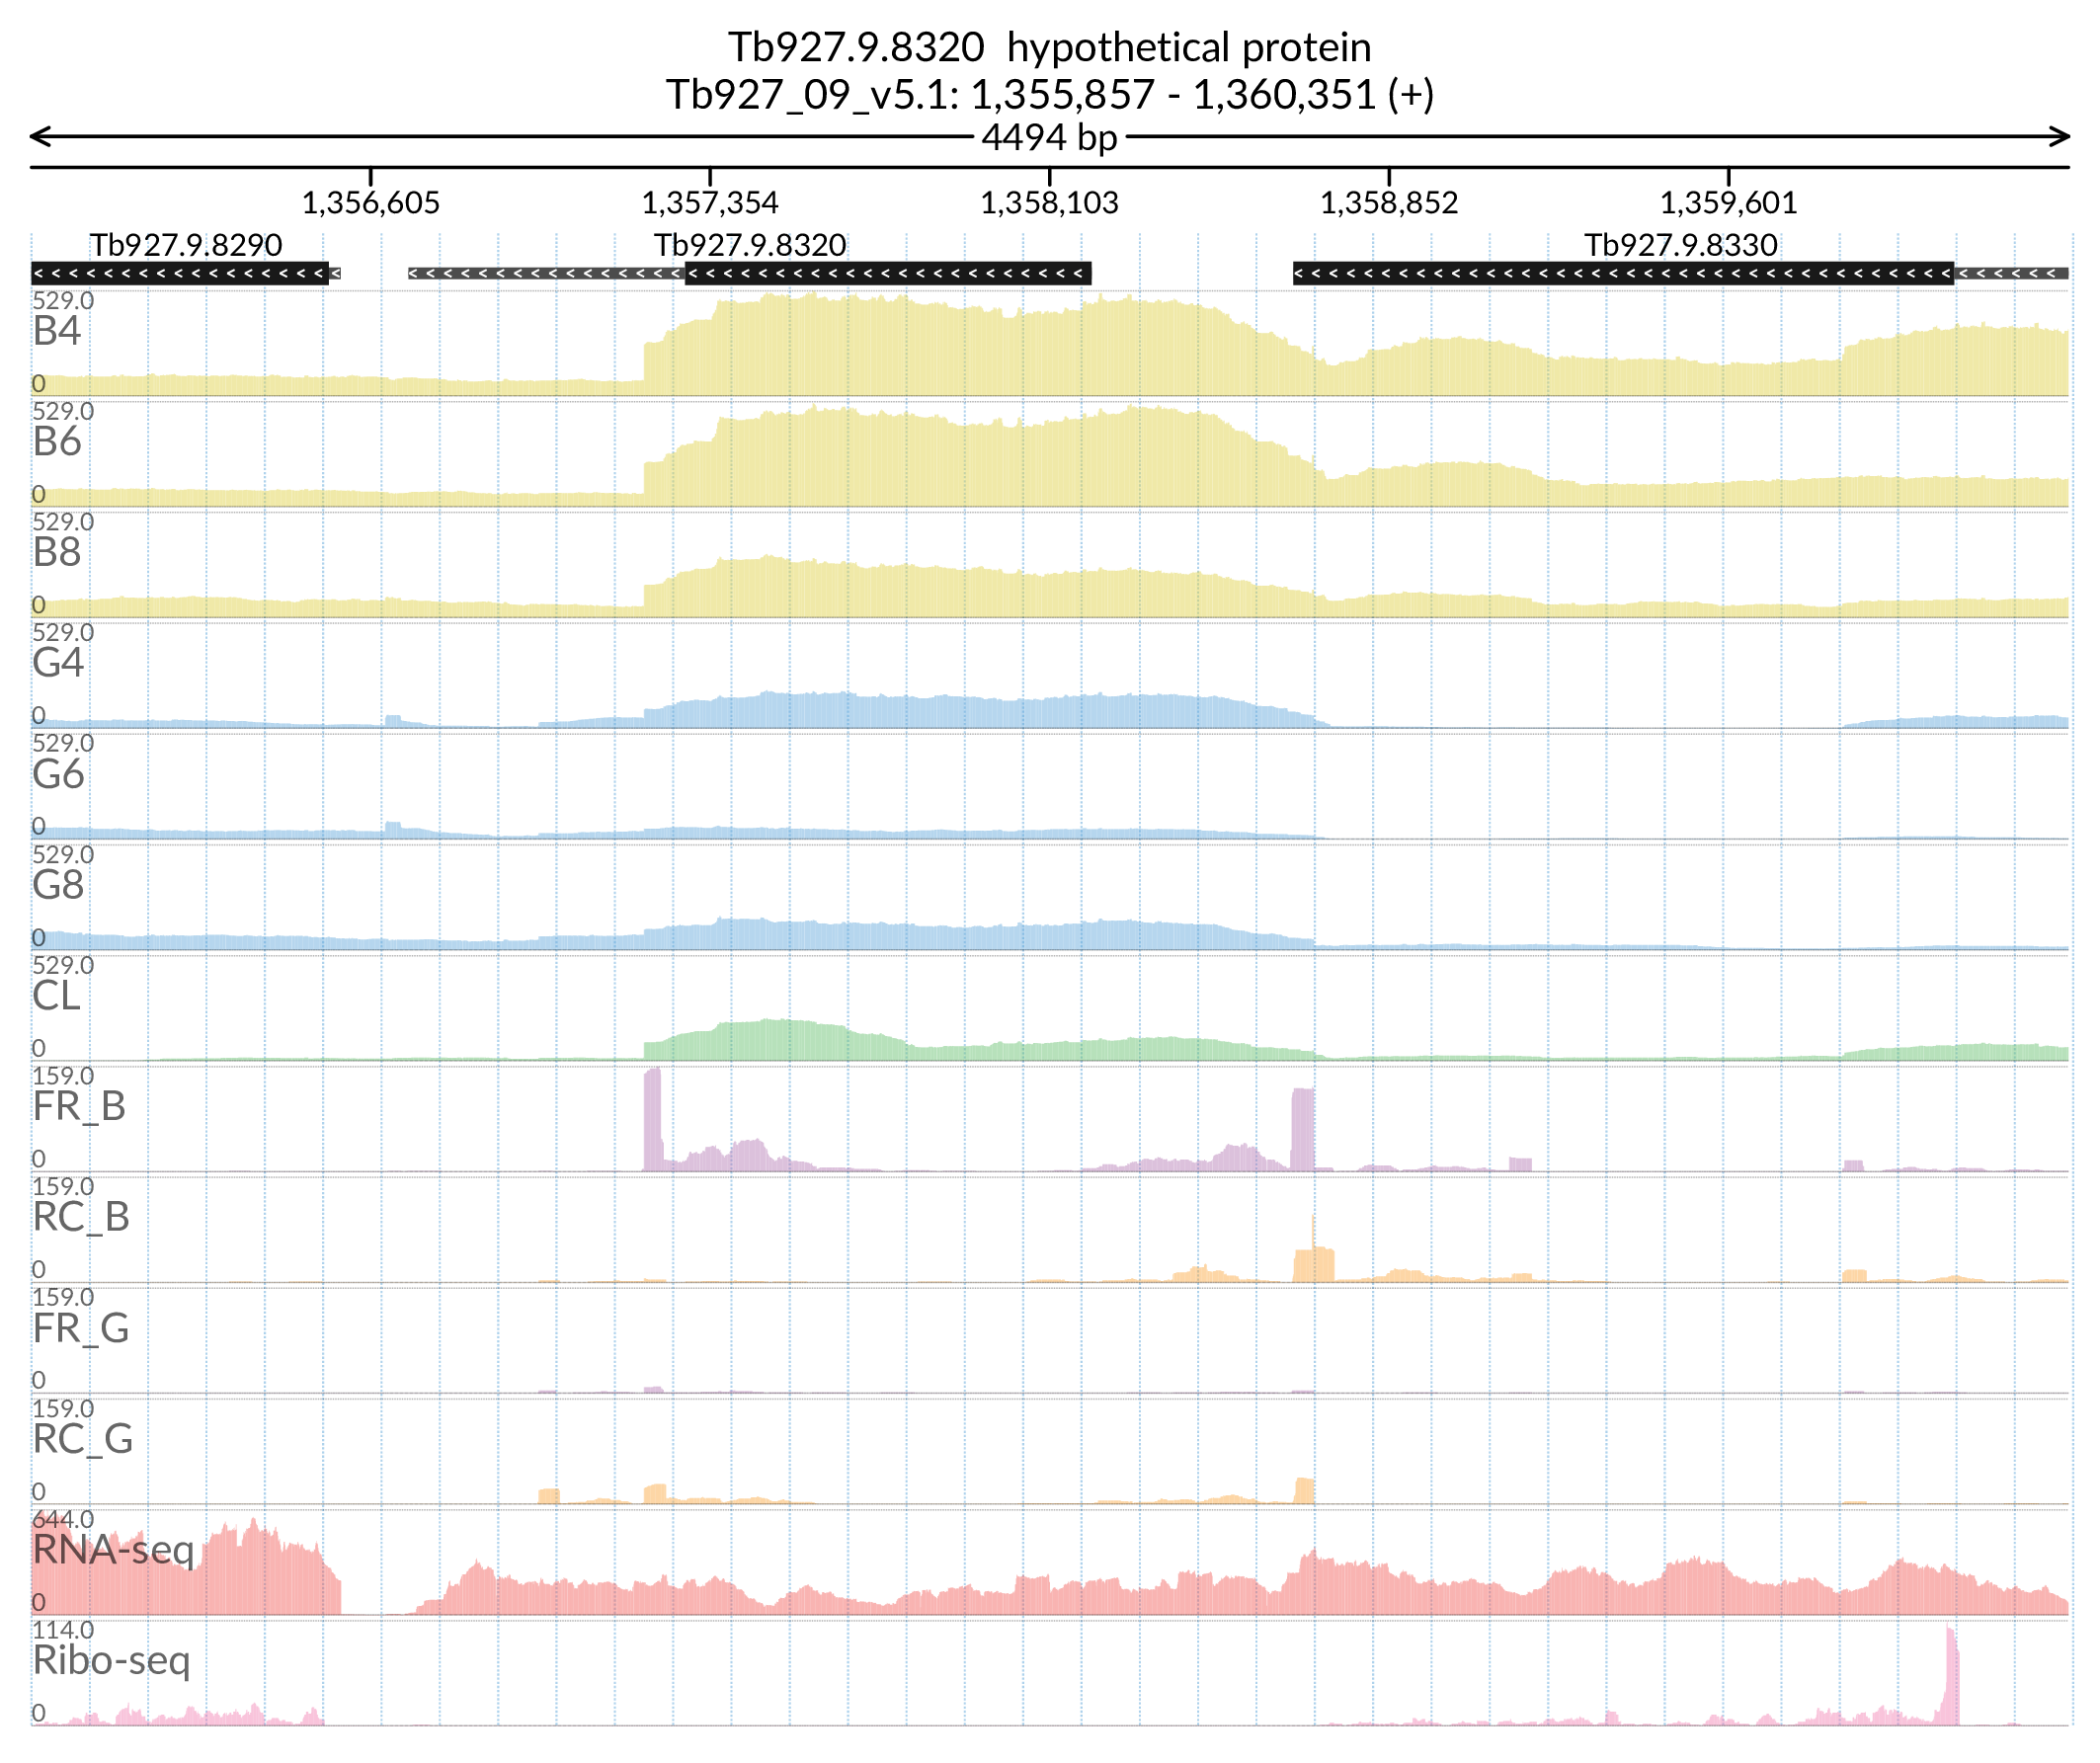 Tb927.9.8320  hypothetical protein
Tb927_09_v5.1: 1,355,857 - 1,360,351 (+)
4494 bp
1,356,605 1,357,354 1,358,103 1,358,852 1,359,601
Tb927.9.8290 Tb927.9.8320 Tb927.9.8330
529.0
B4
0
529.0
B6
0
529.0
B8
0
529.0
G4
0
529.0
G6
0
529.0
G8
0
529.0
CL
0
159.0
FR_B
0
159.0
RC_B
0
159.0
FR_G
0
159.0
RC_G
0
644.0
RNA-seq
0
114.0
Ribo-seq
0